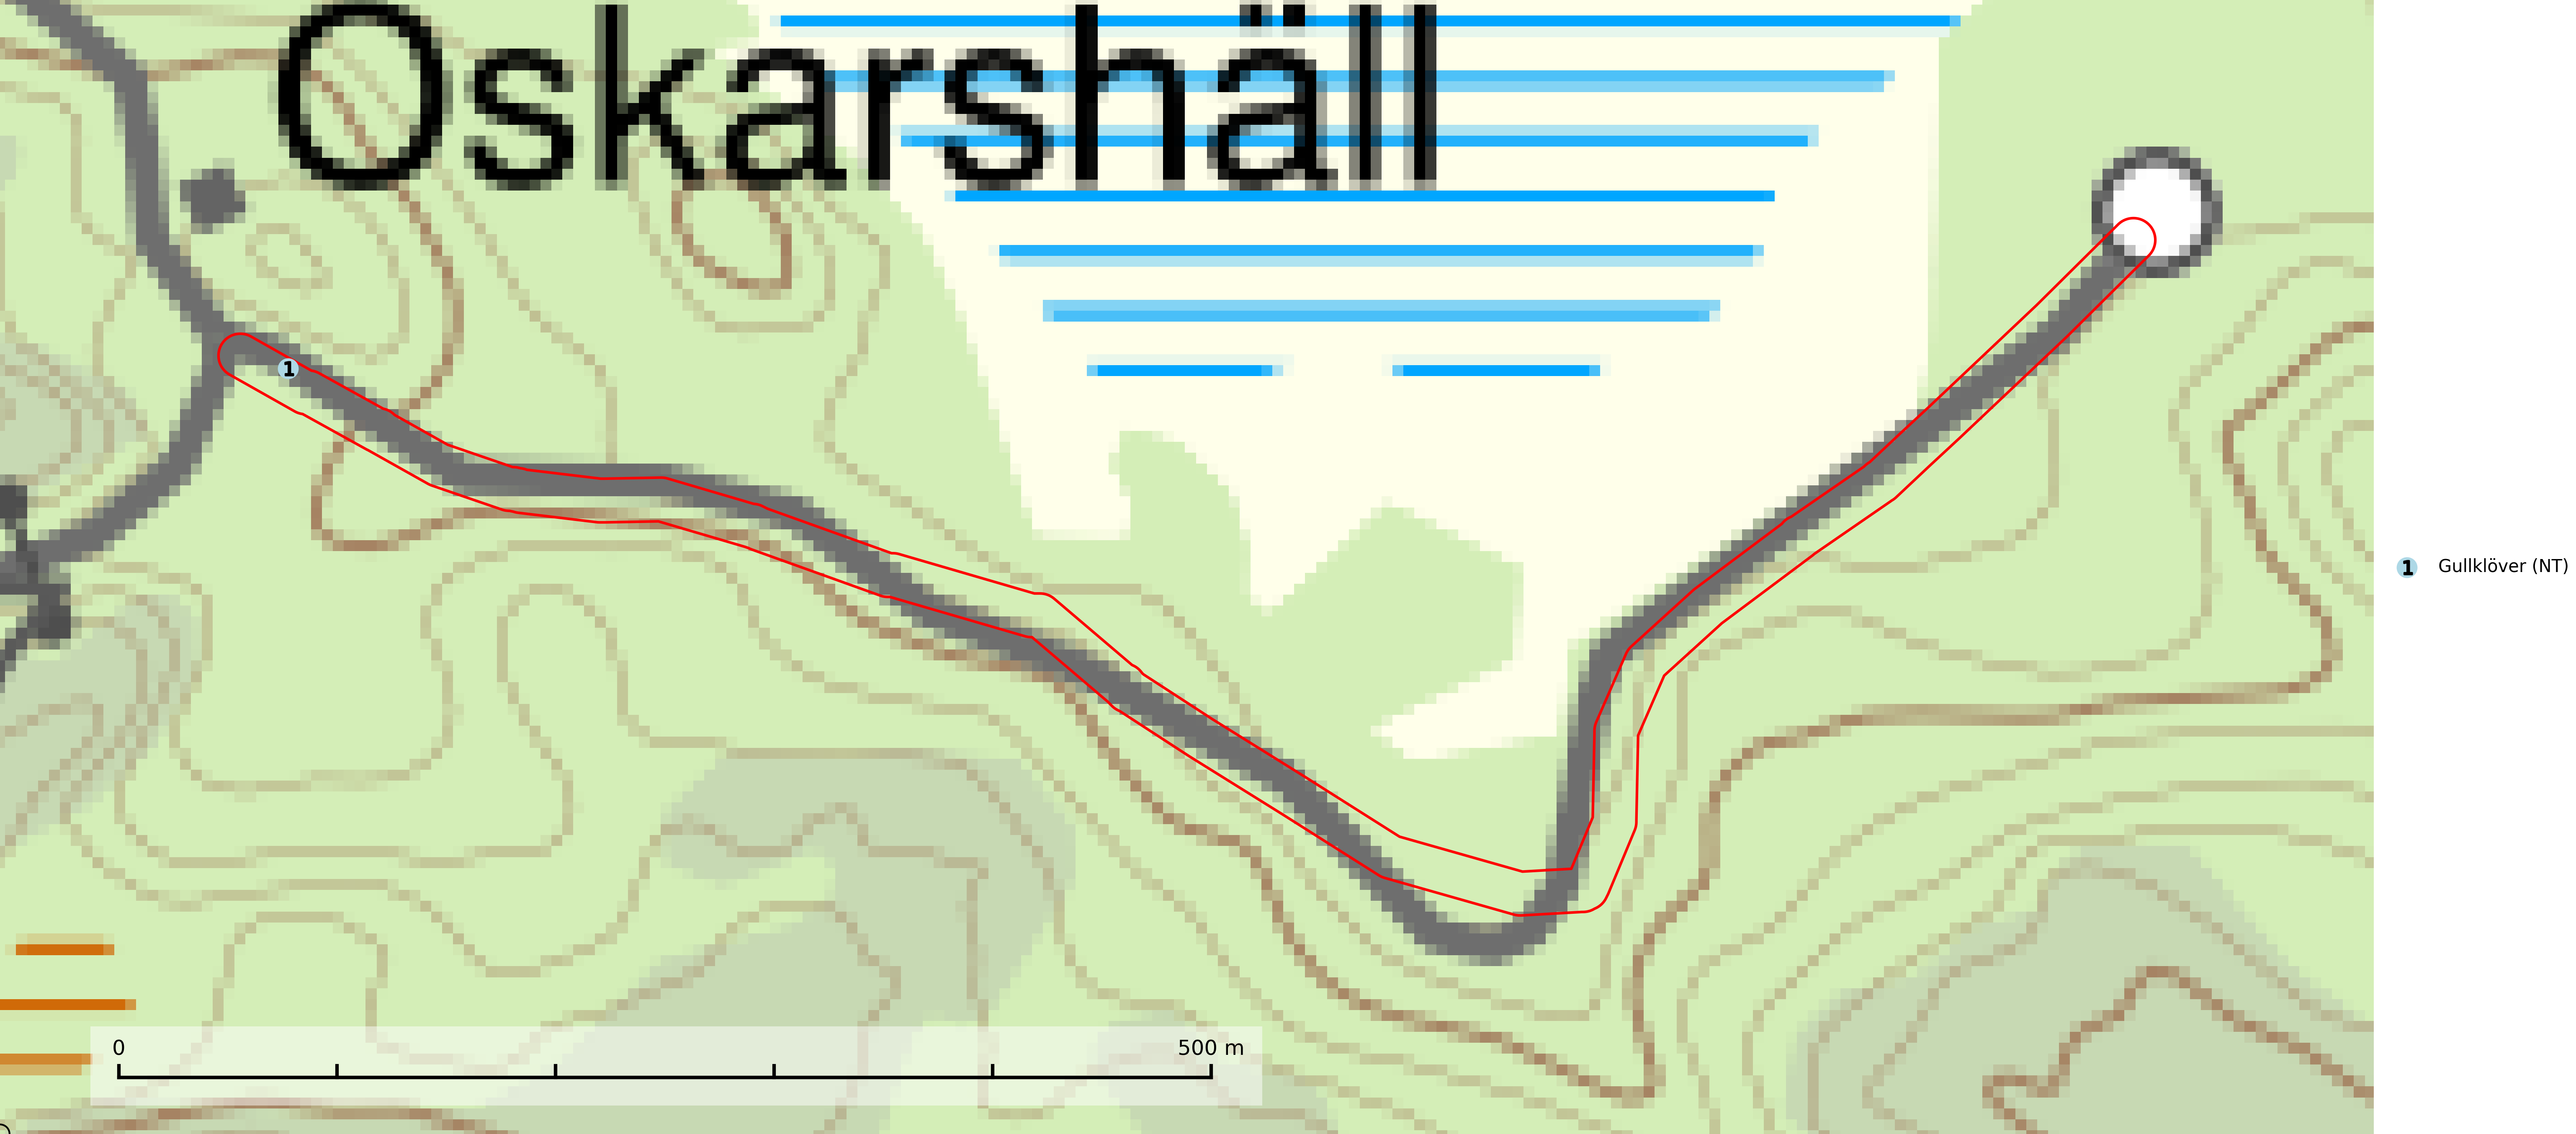 Oskarshäll
1
1 Gullklöver (NT)
0 500 m